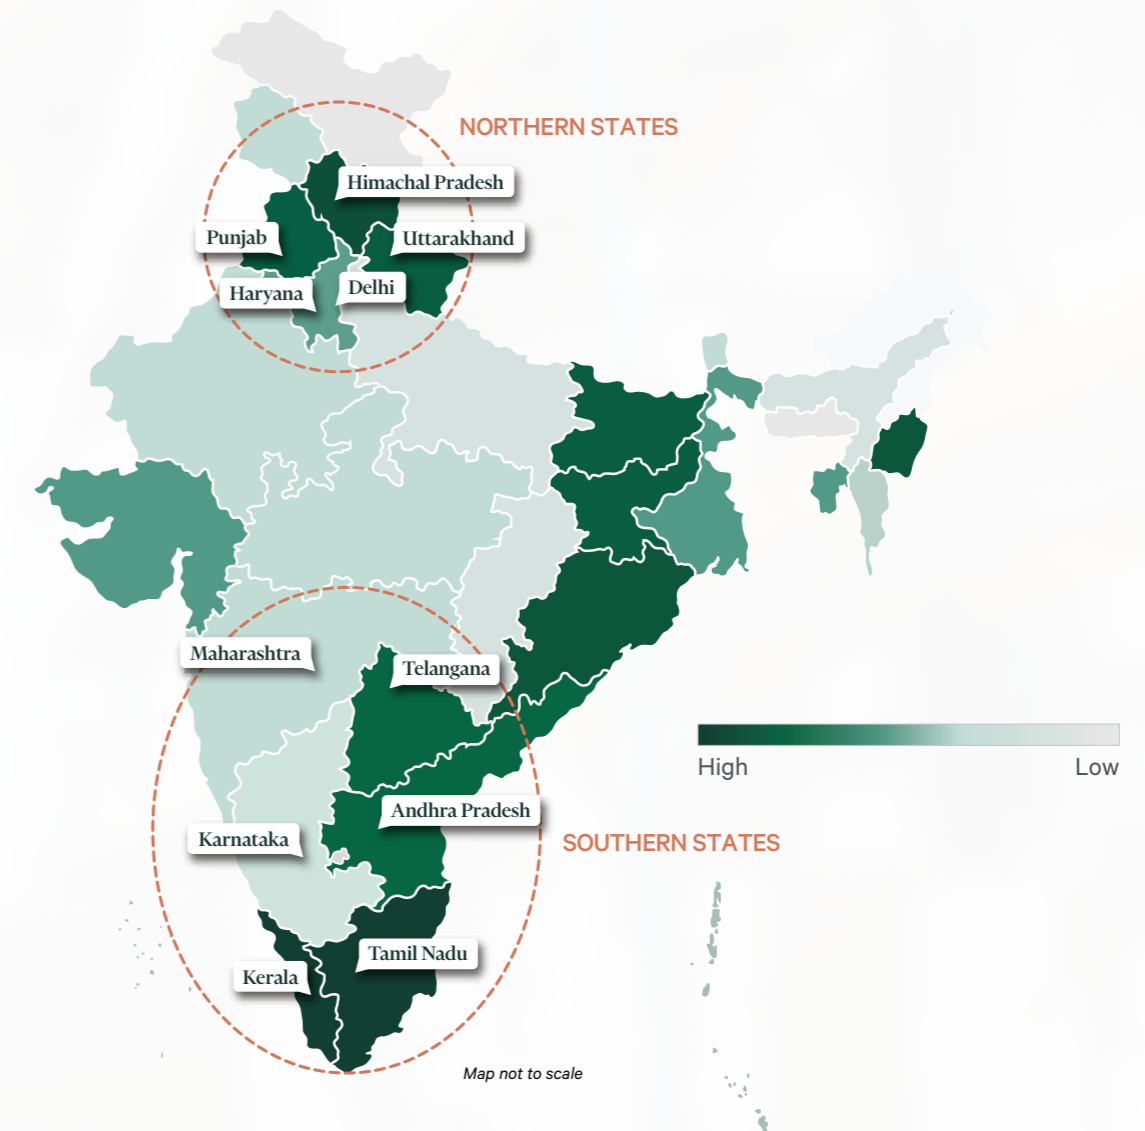 NORTHERN STATES
Himachal Pradesh
Punjab
Uttarakhand
Haryana
Delhi
Maharashtra
Telangana
High
Low
Andhra Pradesh
Karnataka
SOUTHERN STATES
Tamil Nadu
Kerala
Map not to scale